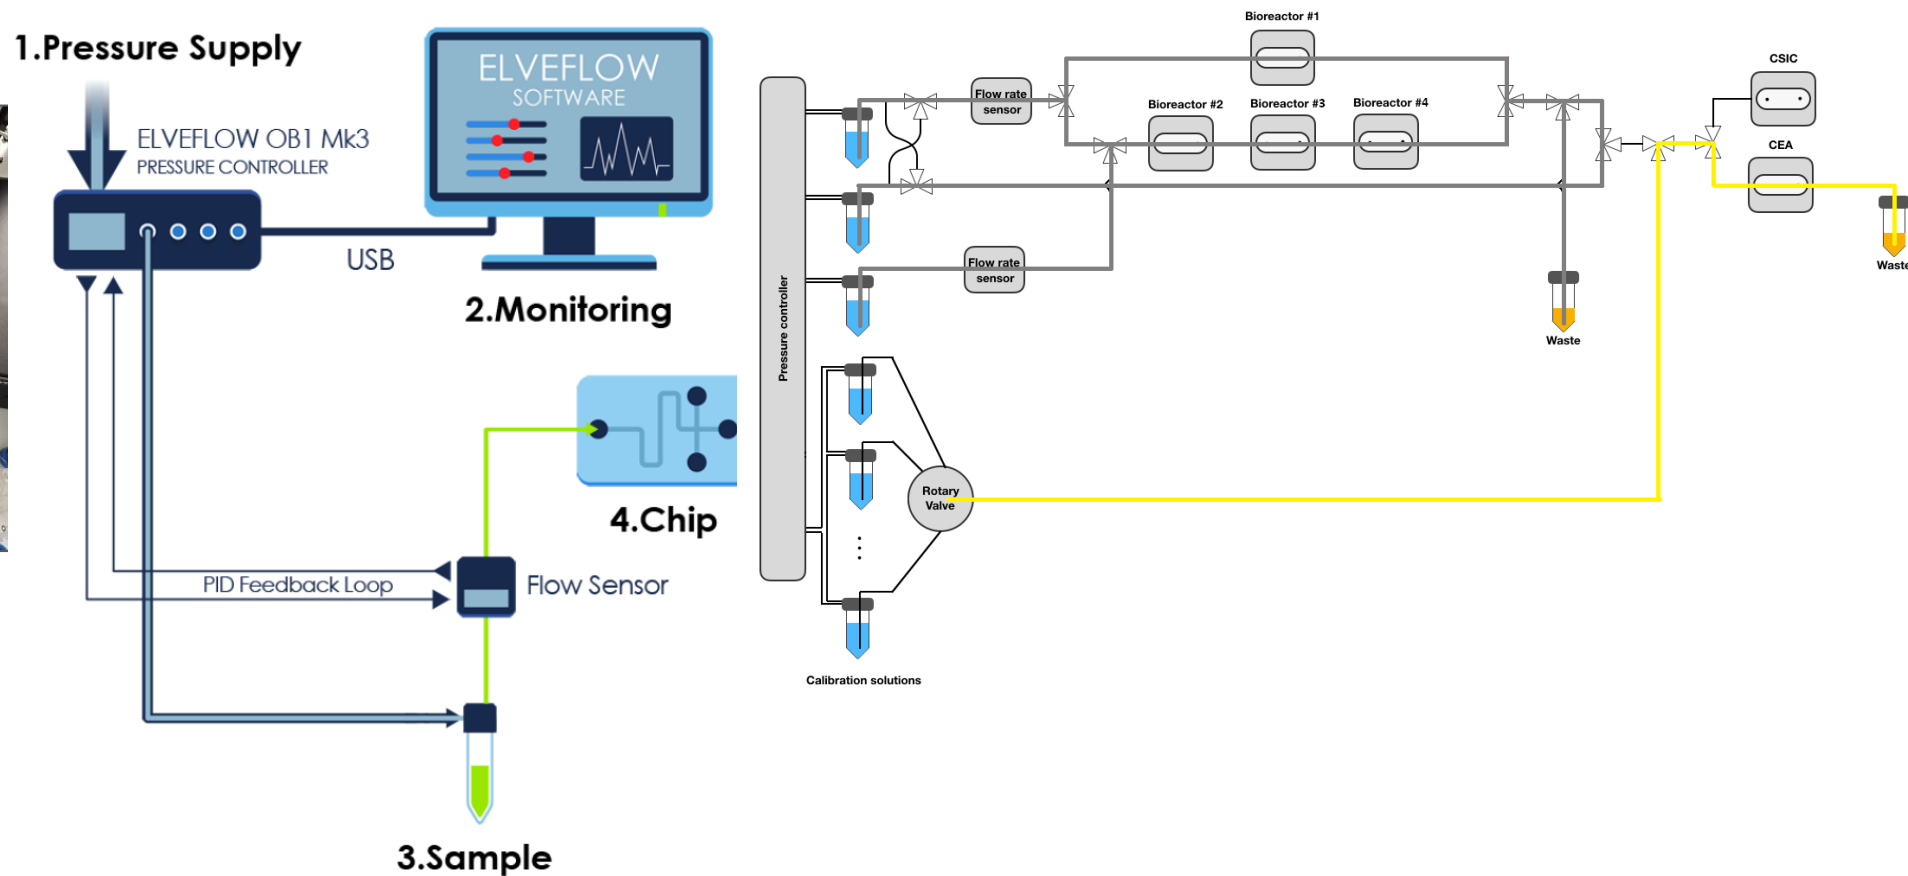 1.Pressure Supply
ELVEFLOW OB1 Mk3
PRESSURE CONTROLLER
ELVEFLOW
SOFTWARE
USB
2.Monitoring
4.Chip
PID Feedback Loop
Flow Sensor
3.Sample
Pressure controller
Flow rate
sensor
Bioreactor #1
Bioreactor #2
Bioreactor #3
Bioreactor #4
CSIC
CEA
Waste
Flow rate
sensor
Waste
Rotary
Valve
Calibration solutions